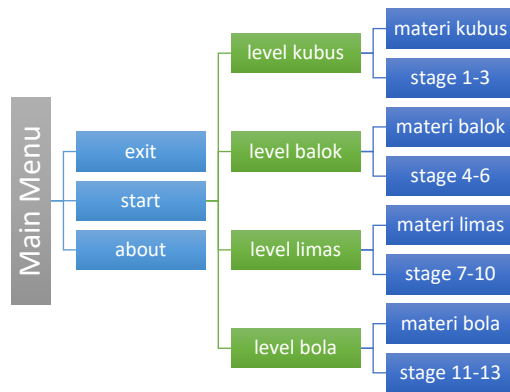 Main Menu
exit
start
about
level kubus
materi kubus
stage 1-3
level balok
materi balok
stage 4-6
level limas
materi limas
stage 7-10
level bola
materi bola
stage 11-13